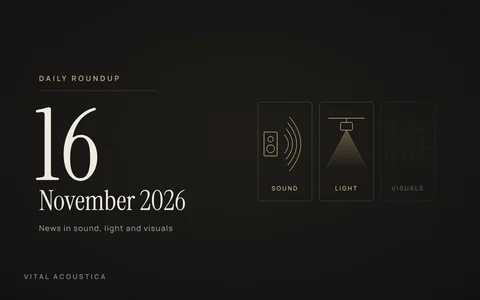 DAILY ROUNDUP
16
November 2026
News in sound, light and visuals
SOUND
LIGHT
VISUALS
VITAL ACOUSTICA